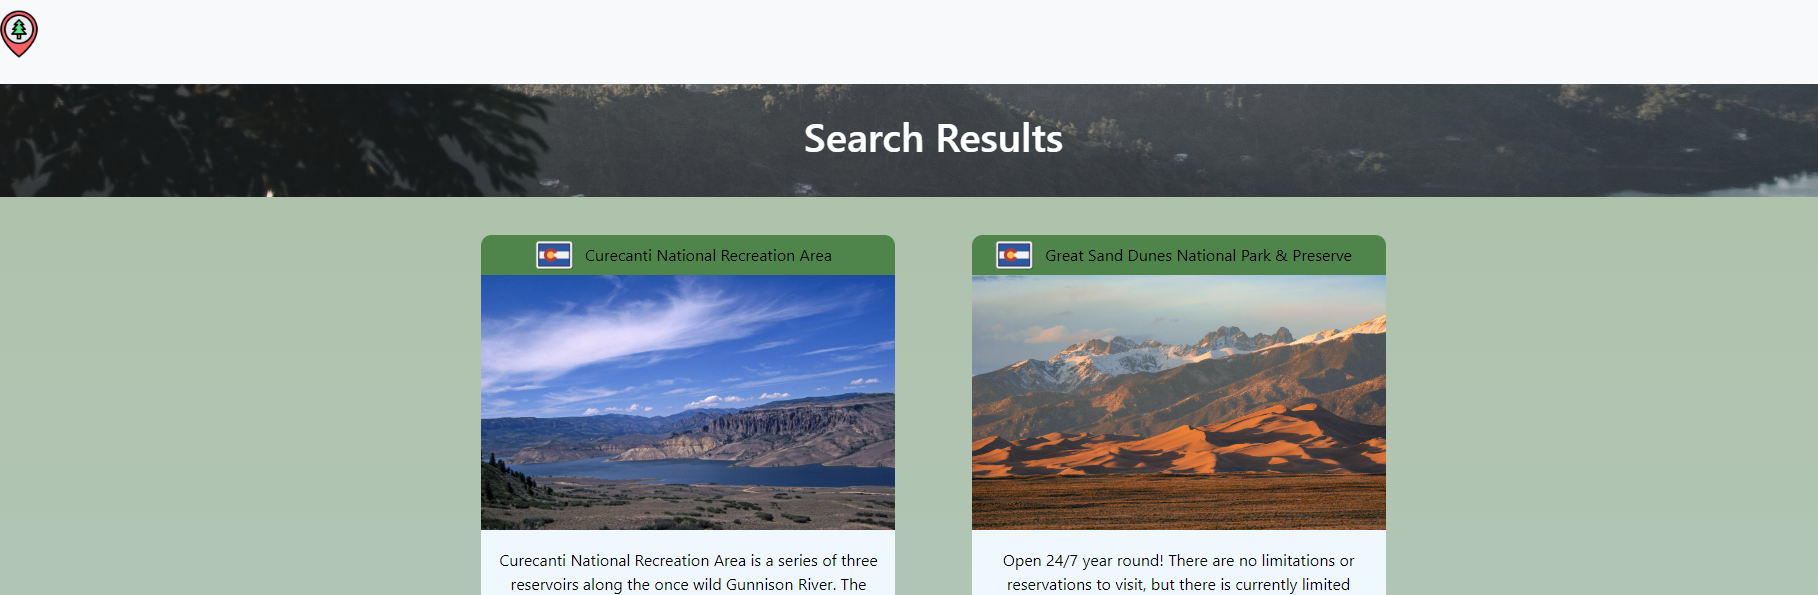 Search Results
Curecanti National Recreation Area
Great Sand Dunes National Park & Preserve
Curecanti National Recreation Area is a series of three
reservoirs along the once wild Gunnison River. The
Open 24/7 year round! There are no limitations or
reservations to visit, but there is currently limited